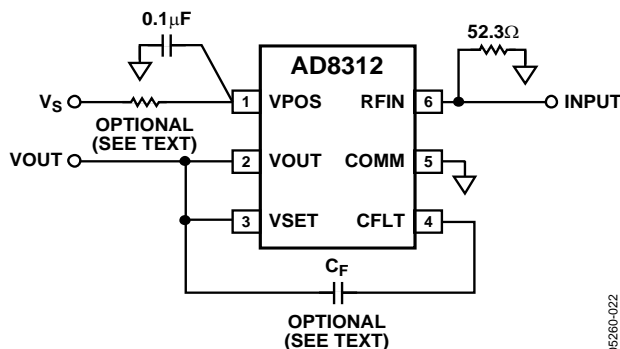 0.1µF
52.3Ω
AD8312
VS
1 VPOS RFIN 6
INPUT
OPTIONAL
(SEE TEXT)
VOUT
2 VOUT COMM 5
3 VSET CFLT 4
CF
OPTIONAL
(SEE TEXT)
05260-022